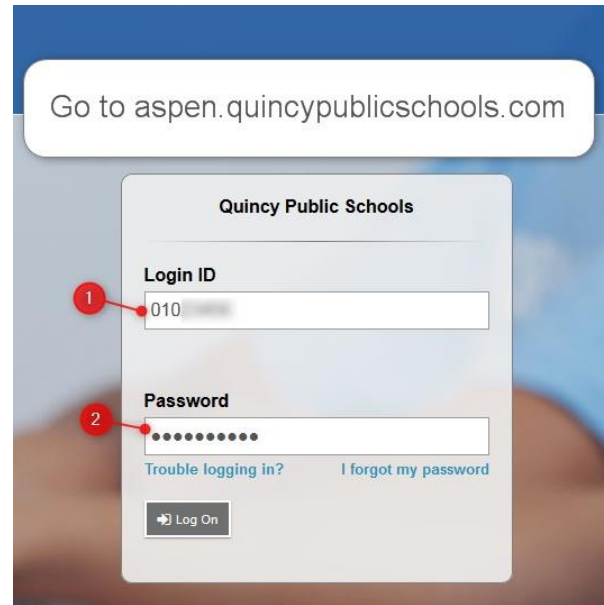 Go to aspen.quincypublicschools.com
Quincy Public Schools
Login ID
1
010
Password
2
••••••••••
Trouble logging in? I forgot my password
Log On